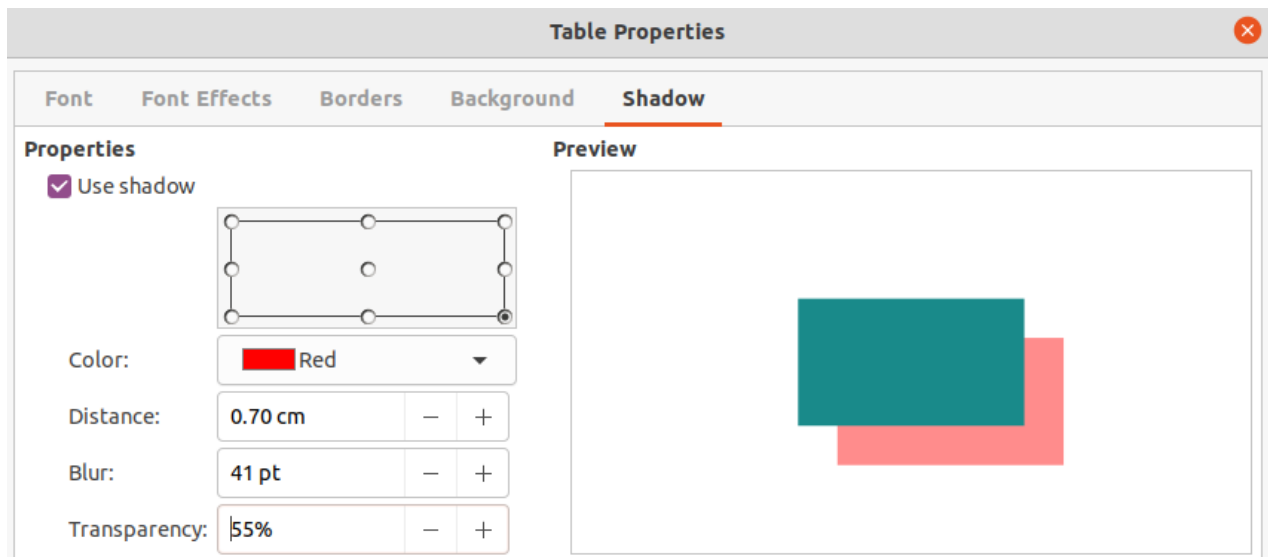 Table Properties
Font Font Effects Borders Background Shadow
Properties
Preview
Use shadow
Color: Red
Distance: 0.70 cm
Blur: 41 pt
Transparency: 55%